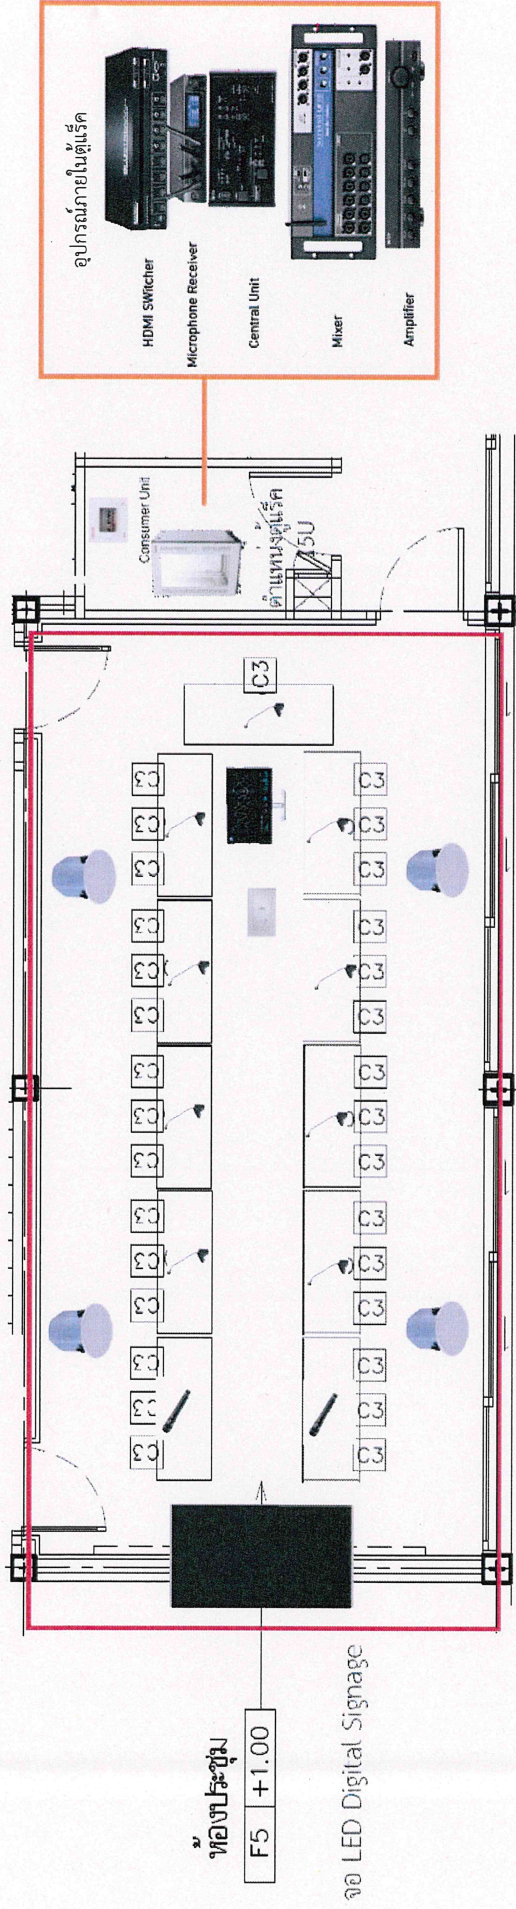 ห้องประชุม
F5 +1.00
จอ LED Digital Signage
C3 C3 C3 C3 C3 C3 C3 C3 C3 C3 C3 C3 C3 C3 C3
C3
C3 C3 C3 C3 C3 C3 C3 C3 C3 C3 C3 C3 C3 C3 C3
Consumer Unit
ตำแหน่งตู้แร็ค
15U
อุปกรณ์ภายในตู้แร็ค
HDMI SWitcher
Microphone Receiver
Central Unit
Mixer
Amplifier